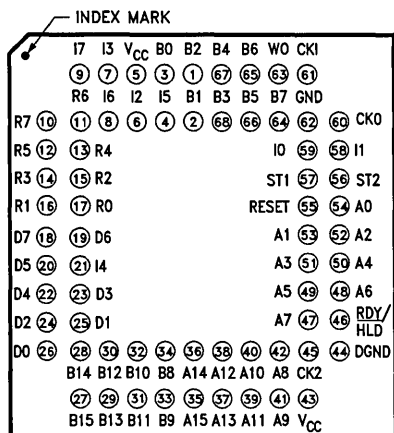 INDEX MARK
I7 I3 VCC B0 B2 B4 B6 WO CKI
9 7 5 3 1 67 65 63 61
R6 I6 I2 I5 B1 B3 B5 B7 GND
R7 10 11 8 6 4 2 68 66 64 62 60 CKO
R5 12 13 R4 I0 59 58 I1
R3 14 15 R2 ST1 57 56 ST2
R1 16 17 R0 RESET 55 54 A0
D7 18 19 D6 A1 53 52 A2
D5 20 21 I4 A3 51 50 A4
D4 22 23 D3 A5 49 48 A6
D2 24 25 D1 A7 47 46 RDY/
HLD
D0 26 28 30 32 34 36 38 40 42 45 44 DGND
B14 B12 B10 B8 A14 A12 A10 A8 CK2
27 29 31 33 35 37 39 41 43
B15 B13 B11 B9 A15 A13 A11 A9 VCC